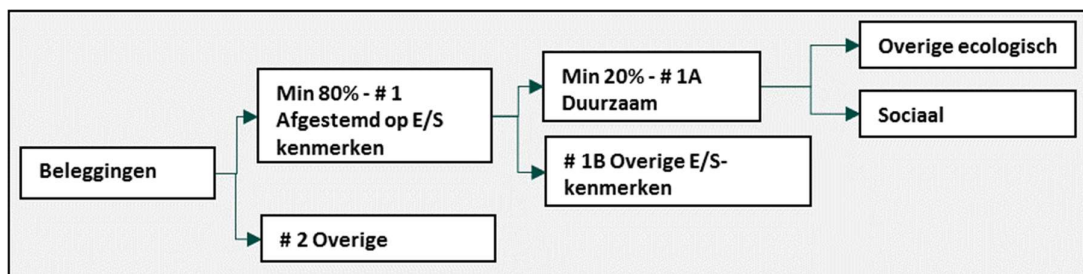 Beleggingen
Min 80% - # 1
Afgestemd op E/S
kenmerken
# 2 Overige
Min 20% - # 1A
Duurzaam
# 1B Overige E/S-
kenmerken
Overige ecologisch
Sociaal